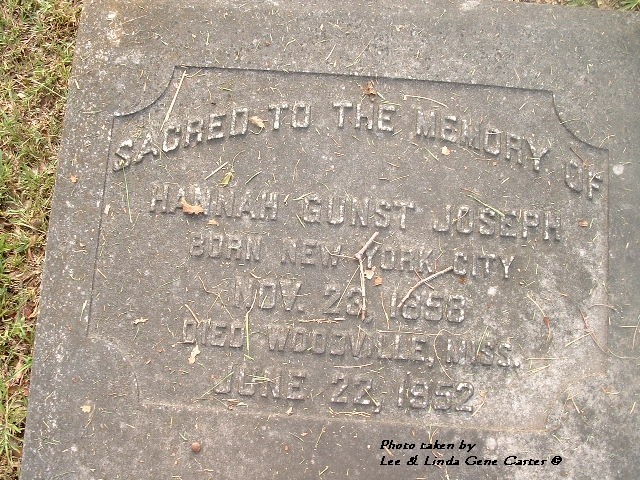 SACRED TO THE MEMORY OF
HANNAH GUNST JOSEPH
BORN NEW YORK CITY
NOV. 23, 1858
DIED WOODVILLE, MISS.
JUNE 22, 1952
Photo taken by
Lee & Linda Gene Carter ©